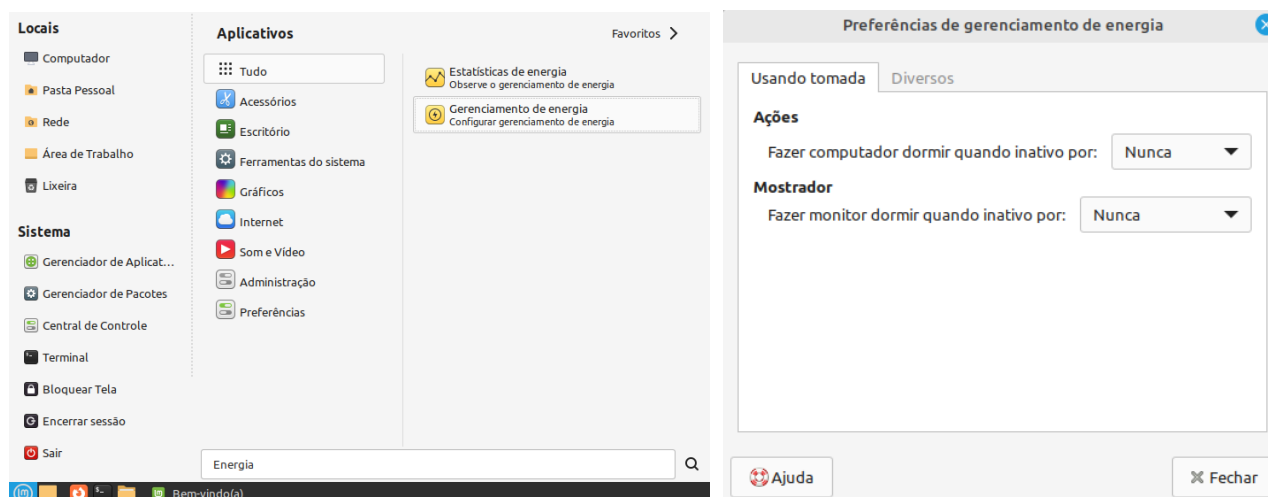 Locais
Computador
Pasta Pessoal
Rede
Área de Trabalho
Lixeira
Sistema
Gerenciador de Aplicat...
Gerenciador de Pacotes
Central de Controle
Terminal
Bloquear Tela
Encerrar sessão
Sair
Aplicativos
Favoritos
Tudo
Acessórios
Escritório
Ferramentas do sistema
Gráficos
Internet
Som e Vídeo
Administração
Preferências
Estatísticas de energia
Observe o gerenciamento de energia
Gerenciamento de energia
Configurar gerenciamento de energia
Energia
Bem-vindo(a)
Preferências de gerenciamento de energia
Usando tomada Diversos
Ações
Fazer computador dormir quando inativo por: Nunca
Mostrador
Fazer monitor dormir quando inativo por: Nunca
Ajuda
Fechar